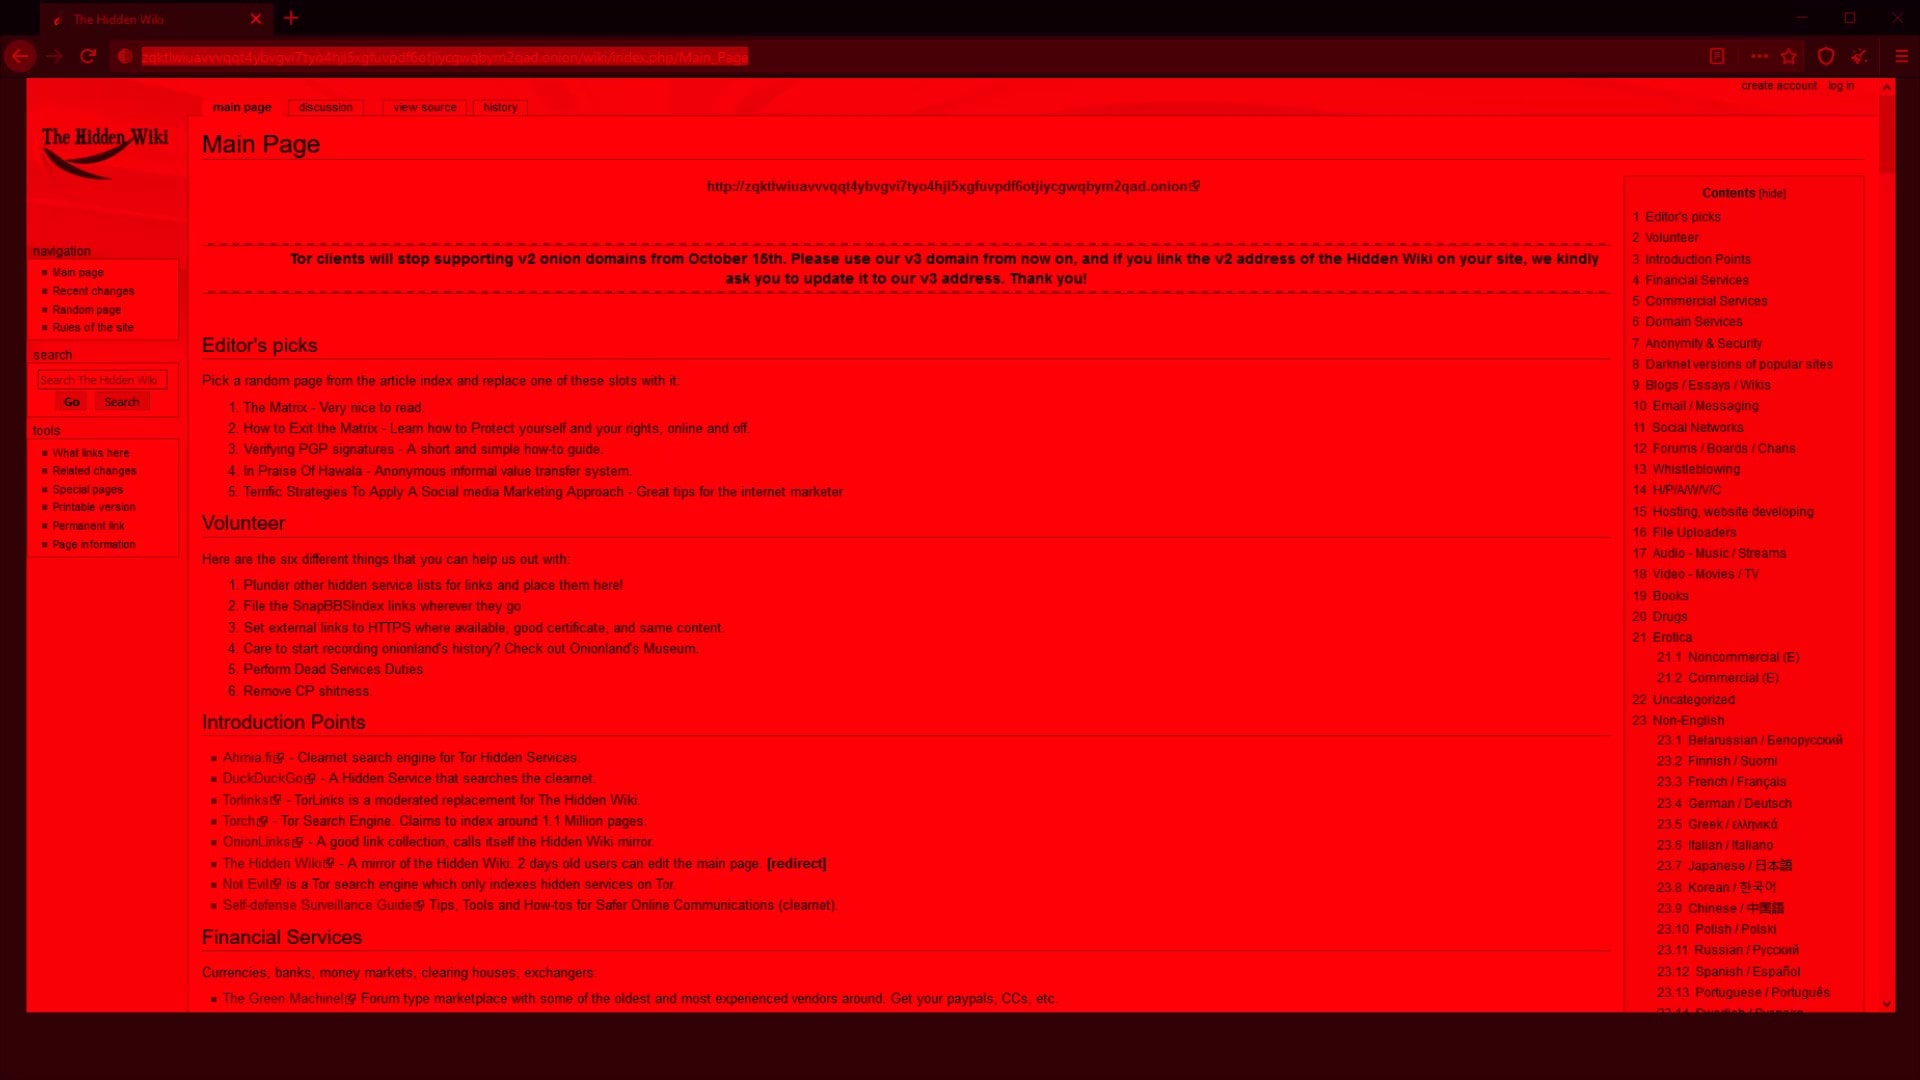 The Hidden Wiki
zqktlwiuavvvqqt4ybvgvi7tyo4hjl5xgfuvpdf6otjiycgwqbym2qad.onion/wiki/index.php/Main_Page
create account log in
main page discussion view source history
The Hidden Wiki
Main Page
http://zqktlwiuavvvqqt4ybvgvi7tyo4hjl5xgfuvpdf6otjiycgwqbym2qad.onion
Tor clients will stop supporting v2 onion domains from October 15th. Please use our v3 domain from now on, and if you link the v2 address of the Hidden Wiki on your site, we kindly
ask you to update it to our v3 address. Thank you!
navigation
Main page
Recent changes
Random page
Rules of the site
search
Search The Hidden Wiki
Go Search
tools
What links here
Related changes
Special pages
Printable version
Permanent link
Page information
Editor's picks
Pick a random page from the article index and replace one of these slots with it:
1. The Matrix - Very nice to read.
2. How to Exit the Matrix - Learn how to Protect yourself and your rights, online and off.
3. Verifying PGP signatures - A short and simple how-to guide.
4. In Praise Of Hawala - Anonymous informal value transfer system.
5. Terrific Strategies To Apply A Social media Marketing Approach - Great tips for the internet marketer
Volunteer
Here are the six different things that you can help us out with:
1. Plunder other hidden service lists for links and place them here!
2. File the SnapBBSIndex links wherever they go
3. Set external links to HTTPS where available, good certificate, and same content.
4. Care to start recording onionland's history? Check out Onionland's Museum.
5. Perform Dead Services Duties
6. Remove CP shitness.
Introduction Points
Ahmia.fi - Clearnet search engine for Tor Hidden Services.
DuckDuckGo - A Hidden Service that searches the clearnet.
Torlinks - TorLinks is a moderated replacement for The Hidden Wiki.
Torch - Tor Search Engine. Claims to index around 1.1 Million pages.
OnionLinks - A good link collection, calls itself the Hidden Wiki mirror.
The Hidden Wiki - A mirror of the Hidden Wiki. 2 days old users can edit the main page. [redirect]
Not Evil is a Tor search engine which only indexes hidden services on Tor.
Self-defense Surveillance Guide Tips, Tools and How-tos for Safer Online Communications (clearnet).
Financial Services
Currencies, banks, money markets, clearing houses, exchangers:
The Green Machine! Forum type marketplace with some of the oldest and most experienced vendors around. Get your paypals, CCs, etc.
Contents [hide]
1 Editor's picks
2 Volunteer
3 Introduction Points
4 Financial Services
5 Commercial Services
6 Domain Services
7 Anonymity & Security
8 Darknet versions of popular sites
9 Blogs / Essays / Wikis
10 Email / Messaging
11 Social Networks
12 Forums / Boards / Chans
13 Whistleblowing
14 H/P/A/W/V/C
15 Hosting, website developing
16 File Uploaders
17 Audio - Music / Streams
18 Video - Movies / TV
19 Books
20 Drugs
21 Erotica
21.1 Noncommercial (E)
21.2 Commercial (E)
22 Uncategorized
23 Non-English
23.1 Belarussian / Белорусский
23.2 Finnish / Suomi
23.3 French / Français
23.4 German / Deutsch
23.5 Greek / ελληνικά
23.6 Italian / Italiano
23.7 Japanese / 日本語
23.8 Korean / 한국어
23.9 Chinese / 中国語
23.10 Polish / Polski
23.11 Russian / Русский
23.12 Spanish / Español
23.13 Portuguese / Português